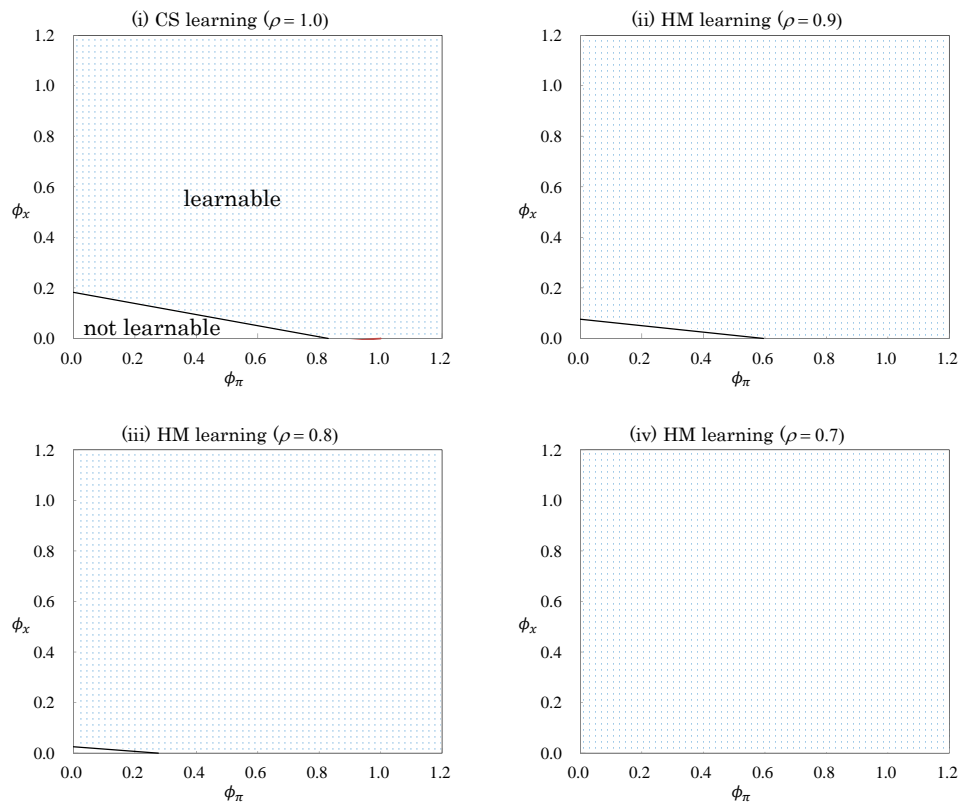 (i) CS learning (ρ = 1.0)
1.2
1.0
0.8
0.6
0.4
0.2
0.0
ϕx
learnable
not learnable
0.0 0.2 0.4 0.6 0.8 1.0 1.2
ϕπ
(ii) HM learning (ρ = 0.9)
1.2
1.0
0.8
0.6
0.4
0.2
0.0
ϕx
0.0 0.2 0.4 0.6 0.8 1.0 1.2
ϕπ
(iii) HM learning (ρ = 0.8)
1.2
1.0
0.8
0.6
0.4
0.2
0.0
ϕx
0.0 0.2 0.4 0.6 0.8 1.0 1.2
ϕπ
(iv) HM learning (ρ = 0.7)
1.2
1.0
0.8
0.6
0.4
0.2
0.0
ϕx
0.0 0.2 0.4 0.6 0.8 1.0 1.2
ϕπ